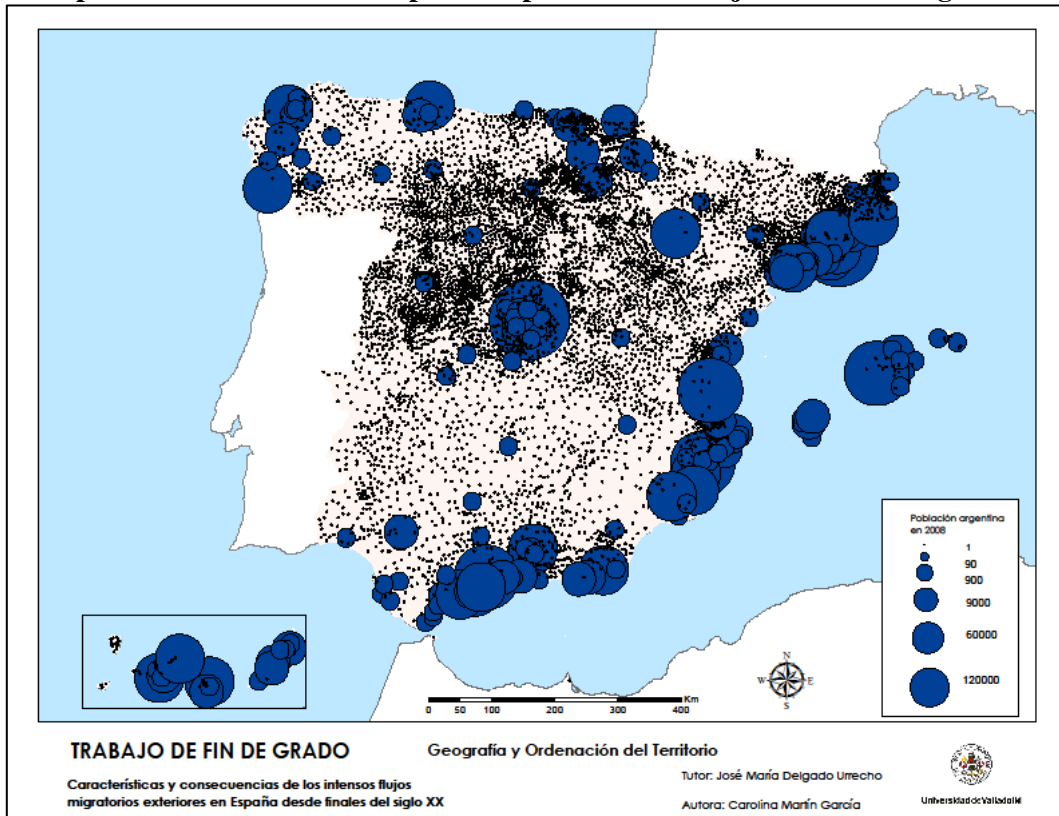 Población argentina
en 2008
1
90
900
9000
60000
120000
N
W E
S
Km
0 50 100 200 300 400
TRABAJO DE FIN DE GRADO
Geografía y Ordenación del Territorio
Características y consecuencias de los intensos flujos
migratorios exteriores en España desde finales del siglo XX
Tutor: José María Delgado Urrecho
Autora: Carolina Martín García
Universidad de Valladolid